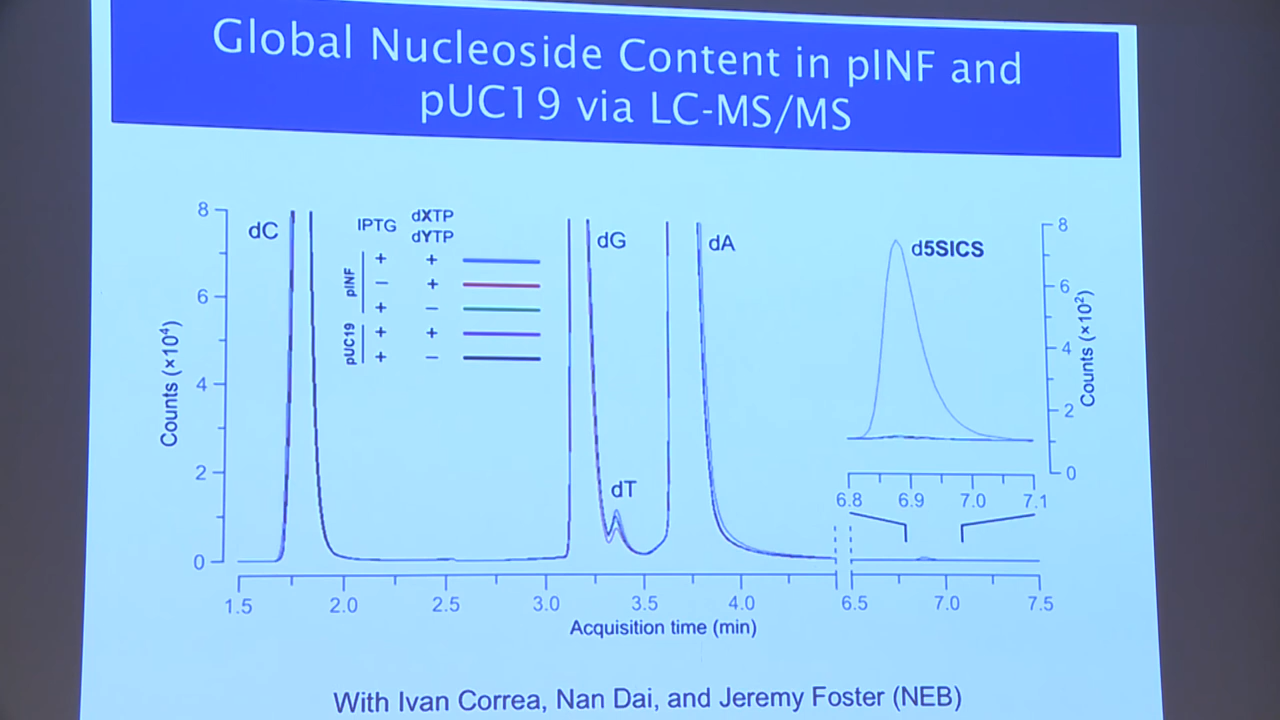 Global Nucleoside Content in pINF and
pUC19 via LC-MS/MS
8
6
4
2
0
Counts (×10⁴)
dC
IPTG
dXTP
dYTP
pINF
+ +
− +
+ −
pUC19
+ +
+ −
dG
dT
dA
d5SICS
8
6
4
2
0
Counts (×10²)
6.8 6.9 7.0 7.1
1.5 2.0 2.5 3.0 3.5 4.0 6.5 7.0 7.5
Acquisition time (min)
With Ivan Correa, Nan Dai, and Jeremy Foster (NEB)